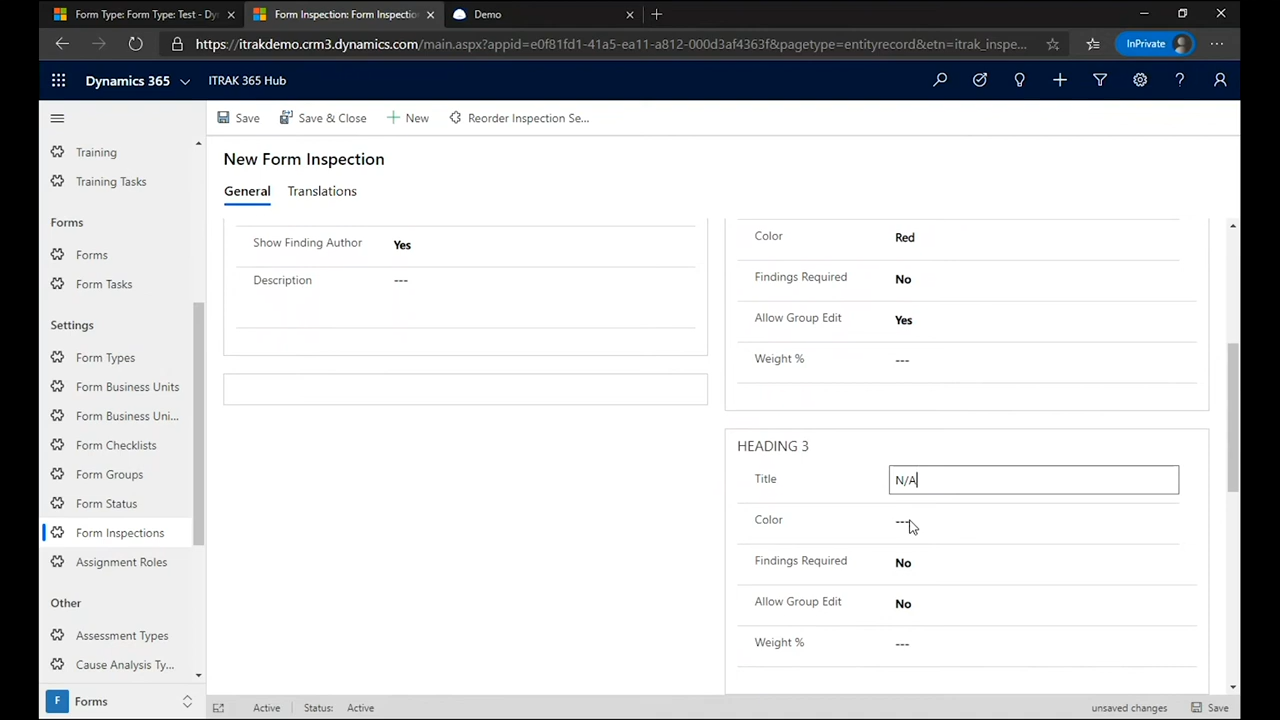 Form Type: Form Type: Test - Dyn
Form Inspection: Form Inspectio
Demo
https://itrakdemo.crm3.dynamics.com/main.aspx?appid=e0f81fd1-41a5-ea11-a812-000d3af4363f&pagetype=entityrecord&etn=itrak_inspe...
InPrivate
Dynamics 365
ITRAK 365 Hub
Save
Save & Close
New
Reorder Inspection Se...
New Form Inspection
General
Translations
Training
Training Tasks
Forms
Forms
Form Tasks
Settings
Form Types
Form Business Units
Form Business Uni...
Form Checklists
Form Groups
Form Status
Form Inspections
Assignment Roles
Other
Assessment Types
Cause Analysis Ty...
F Forms
Show Finding Author Yes
Description ---
Color Red
Findings Required No
Allow Group Edit Yes
Weight % ---
HEADING 3
Title N/A
Color ---
Findings Required No
Allow Group Edit No
Weight % ---
Active Status: Active
unsaved changes Save